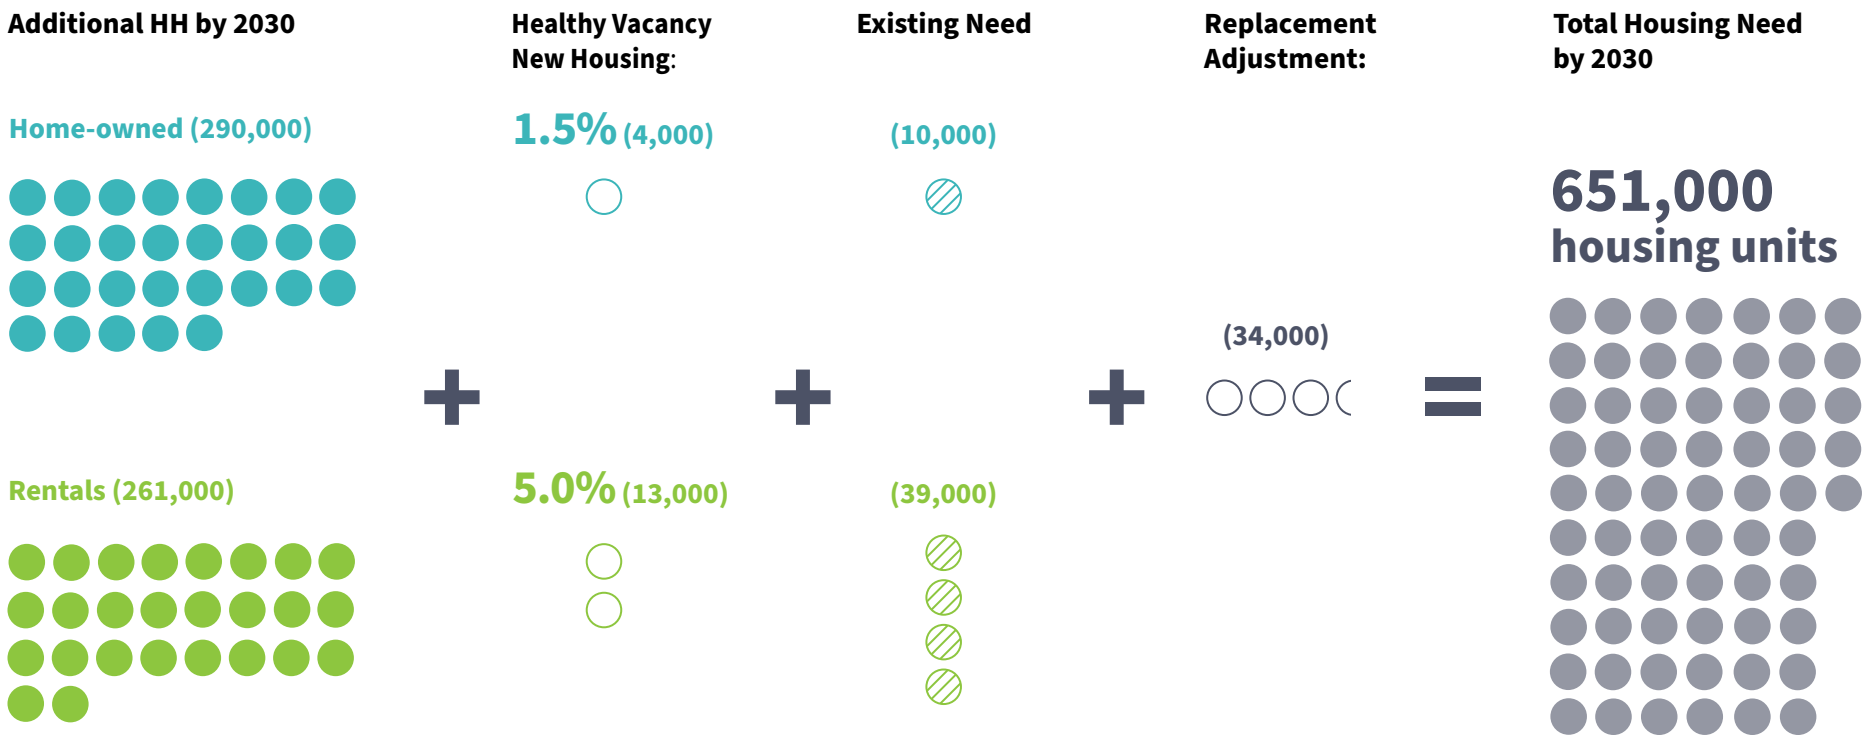 Additional HH by 2030
Healthy Vacancy
New Housing:
Existing Need
Replacement
Adjustment:
Total Housing Need
by 2030
Home-owned (290,000)
1.5% (4,000)
(10,000)
651,000
housing units
(34,000)
+
+
+
=
Rentals (261,000)
5.0% (13,000)
(39,000)